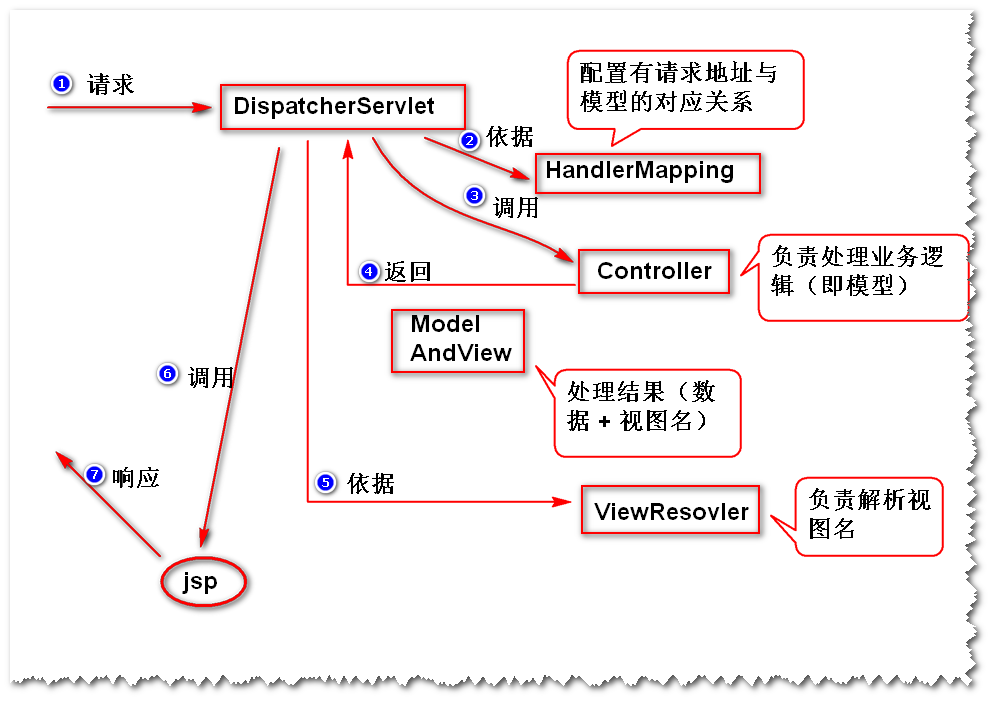 1 请求
DispatcherServlet
配置有请求地址与
模型的对应关系
2 依据
HandlerMapping
3 调用
4 返回
Controller
负责处理业务逻
辑（即模型）
Model
AndView
处理结果（数
据 + 视图名）
6 调用
5 依据
ViewResovler
负责解析视
图名
7 响应
jsp